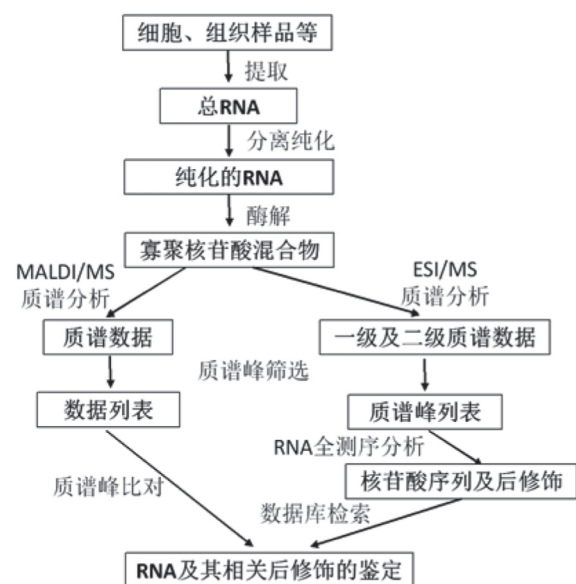 细胞、组织样品等
提取
总RNA
分离纯化
纯化的RNA
酶解
寡聚核苷酸混合物
MALDI/MS
质谱分析
ESI/MS
质谱分析
质谱数据
一级及二级质谱数据
质谱峰筛选
数据列表
质谱峰列表
RNA全测序分析
质谱峰比对
核苷酸序列及后修饰
数据库检索
RNA及其相关后修饰的鉴定